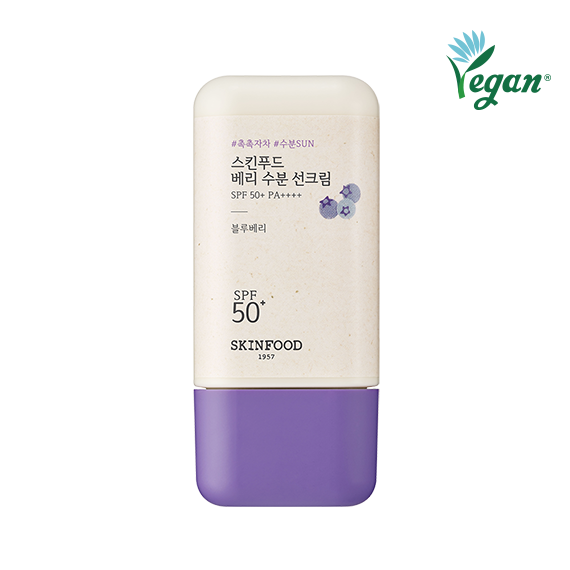 Vegan®
#촉촉자차 #수분SUN
스킨푸드
베리 수분 선크림
SPF 50+ PA++++
블루베리
SPF
50+
SKINFOOD
1957